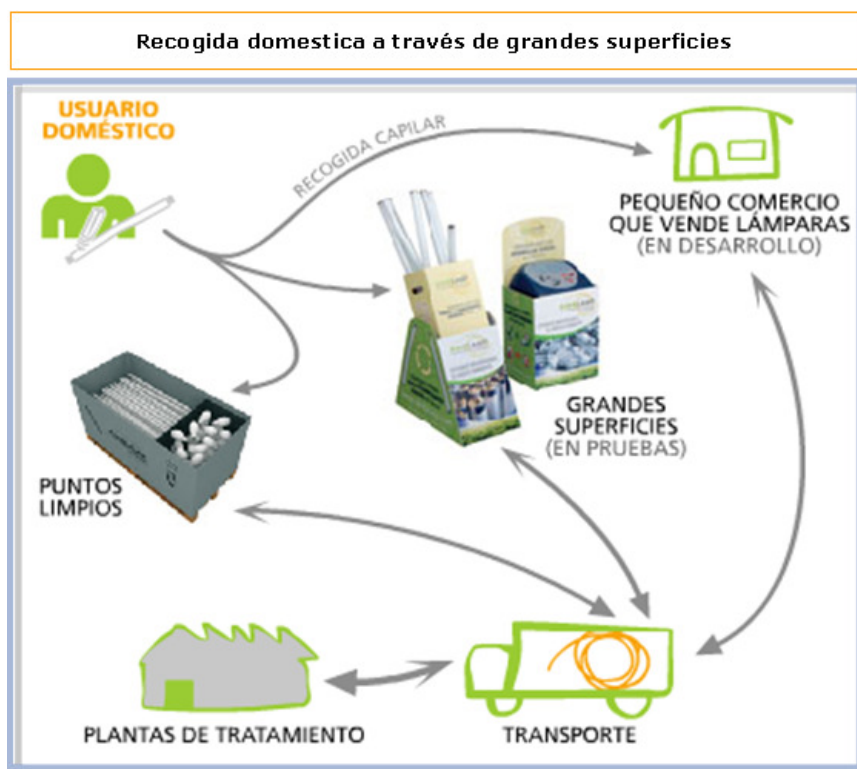 Recogida domestica a través de grandes superficies
USUARIO
DOMÉSTICO
RECOGIDA CAPILAR
PEQUEÑO COMERCIO
QUE VENDE LÁMPARAS
(EN DESARROLLO)
GRANDES
SUPERFICIES
(EN PRUEBAS)
PUNTOS
LIMPIOS
PLANTAS DE TRATAMIENTO
TRANSPORTE